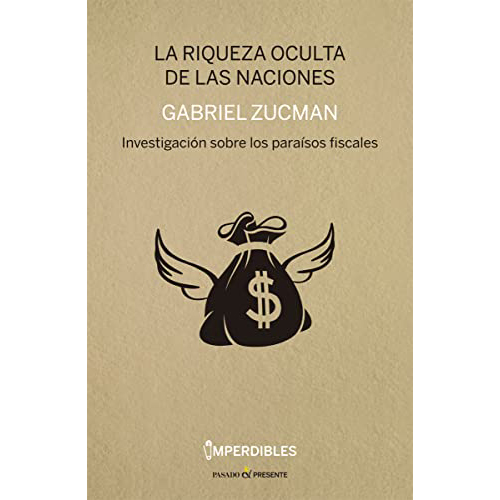 LA RIQUEZA OCULTA
DE LAS NACIONES
GABRIEL ZUCMAN
Investigación sobre los paraísos fiscales
$
IMPERDIBLES
PASADO & PRESENTE